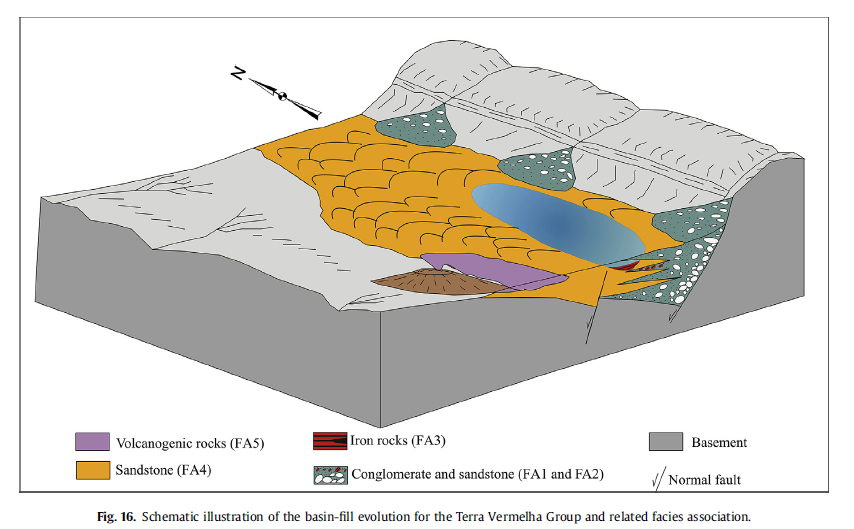 N
Volcanogenic rocks (FA5)
Iron rocks (FA3)
Basement
Sandstone (FA4)
Conglomerate and sandstone (FA1 and FA2)
Normal fault
Fig. 16. Schematic illustration of the basin-fill evolution for the Terra Vermelha Group and related facies association.